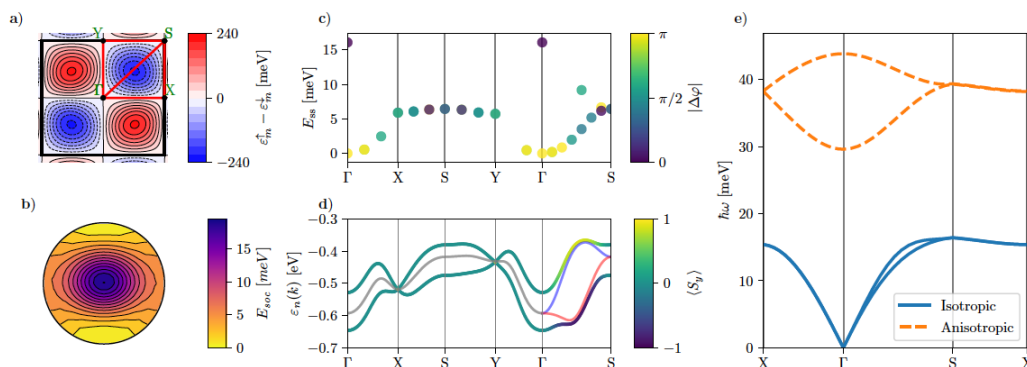 a)
Y
S
Γ
X
240
0
−240
ε↑m − ε↓m [meV]
b)
15
10
5
0
Esoc [meV]
c)
15
10
5
0
Ess [meV]
Γ
X
S
Y
Γ
S
π
π/2
0
|Δφ|
d)
−0.3
−0.4
−0.5
−0.6
−0.7
εn(k) [eV]
Γ
X
S
Y
Γ
S
1
0
−1
⟨Sy⟩
e)
40
30
20
10
0
ħω [meV]
Isotropic
Anisotropic
X
Γ
S